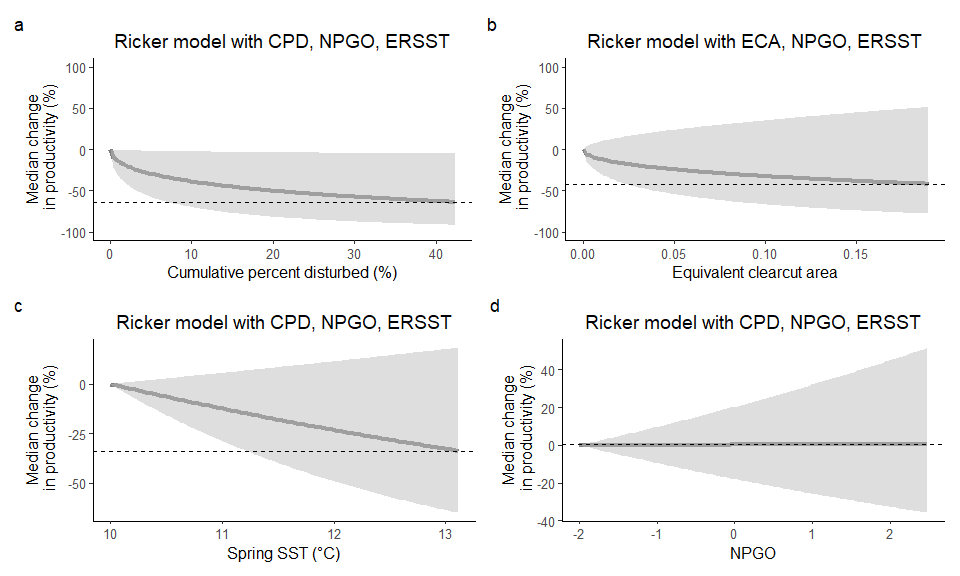 a
Ricker model with CPD, NPGO, ERSST
Median change
in productivity (%)
100
50
0
-50
-100
0
10
20
30
40
Cumulative percent disturbed (%)
b
Ricker model with ECA, NPGO, ERSST
Median change
in productivity (%)
100
50
0
-50
-100
0.00
0.05
0.10
0.15
Equivalent clearcut area
c
Ricker model with CPD, NPGO, ERSST
Median change
in productivity (%)
0
-25
-50
10
11
12
13
Spring SST (°C)
d
Ricker model with CPD, NPGO, ERSST
Median change
in productivity (%)
40
20
0
-20
-40
-2
-1
0
1
2
NPGO